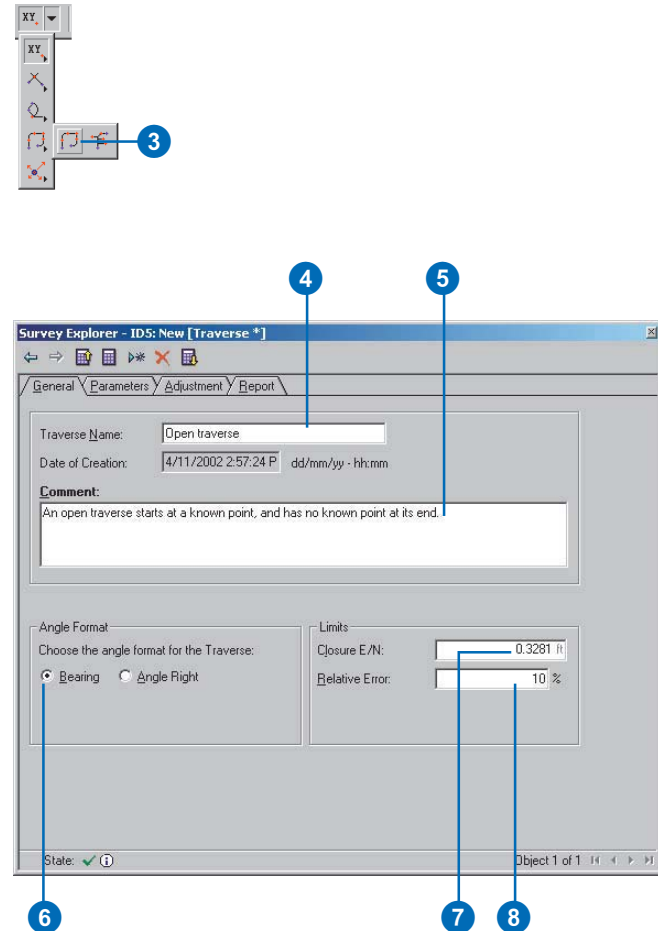 XY
XY
3
4 5
Survey Explorer - ID5: New [Traverse *]
General Parameters Adjustment Report
Traverse Name: Open traverse
Date of Creation: 4/11/2002 2:57:24 P dd/mm/yy - hh:mm
Comment:
An open traverse starts at a known point, and has no known point at its end.
Angle Format
Choose the angle format for the Traverse:
Bearing Angle Right
Limits
Closure E/N: 0.3281 ft
Relative Error: 10 %
State: Object 1 of 1
6 7 8